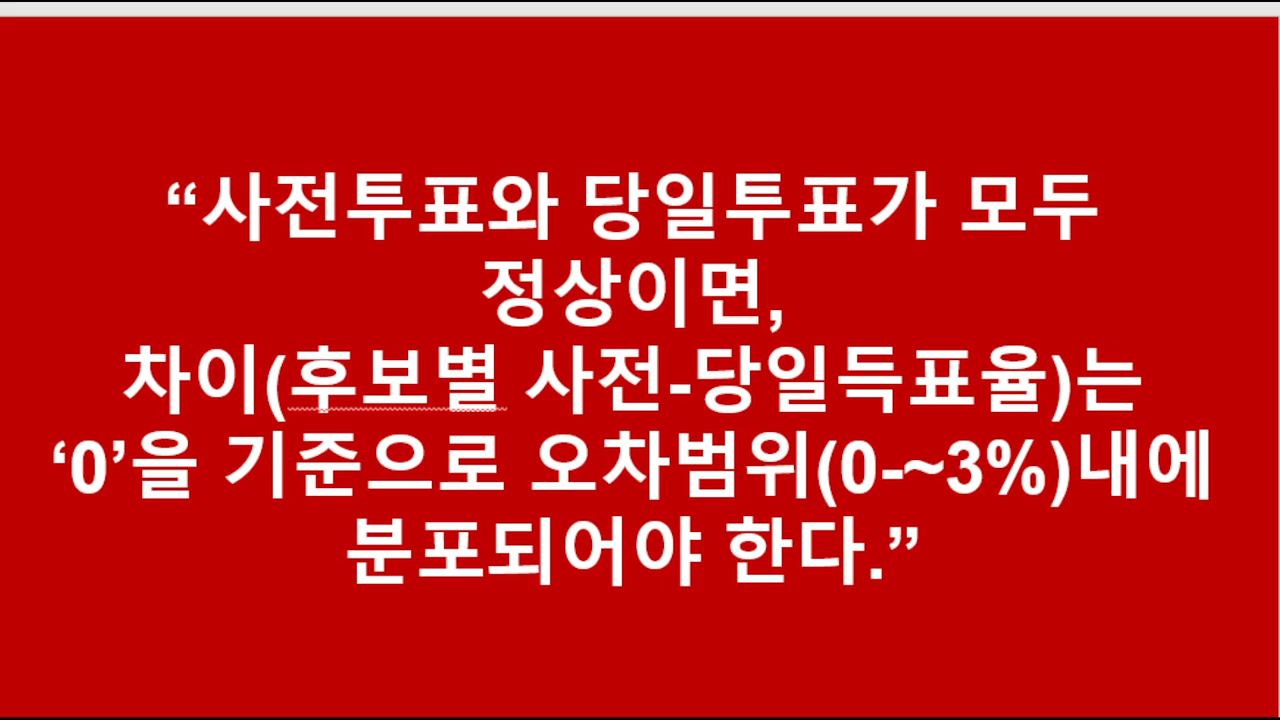 “사전투표와 당일투표가 모두
정상이면,
차이(후보별 사전-당일득표율)는
‘0’을 기준으로 오차범위(0-~3%)내에
분포되어야 한다.”